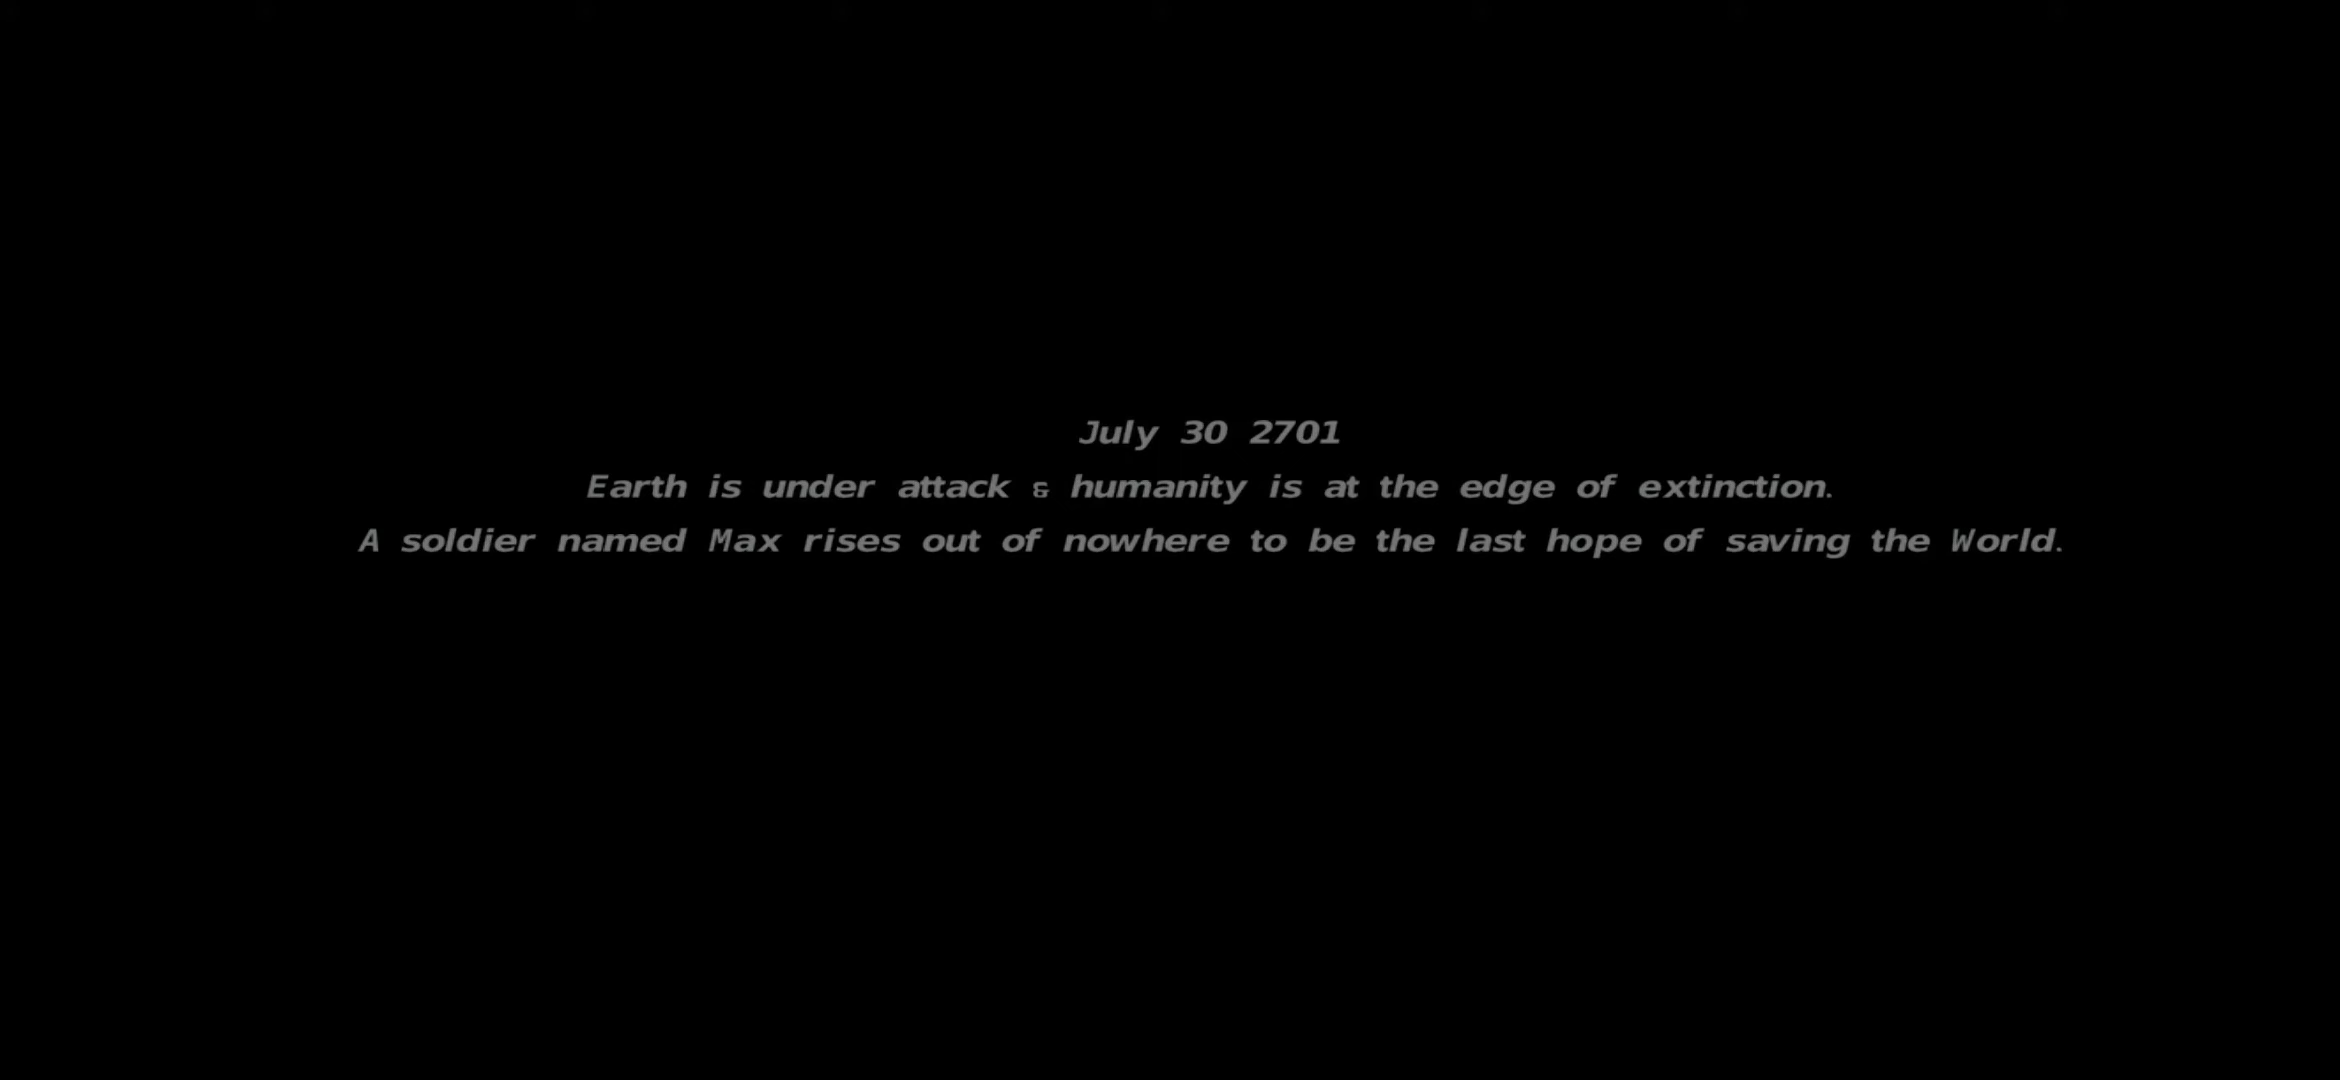 July 30 2701
Earth is under attack & humanity is at the edge of extinction.
A soldier named Max rises out of nowhere to be the last hope of saving the World.